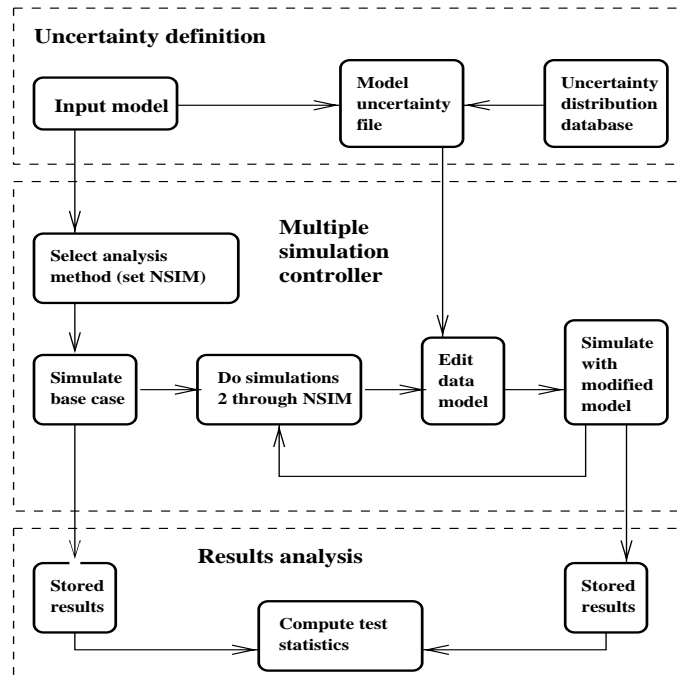 Uncertainty definition
Input model
Model
uncertainty
file
Uncertainty
distribution
database
Multiple
simulation
controller
Select analysis
method (set NSIM)
Simulate
base case
Do simulations
2 through NSIM
Edit
data
model
Simulate
with
modified
model
Results analysis
Stored
results
Compute test
statistics
Stored
results